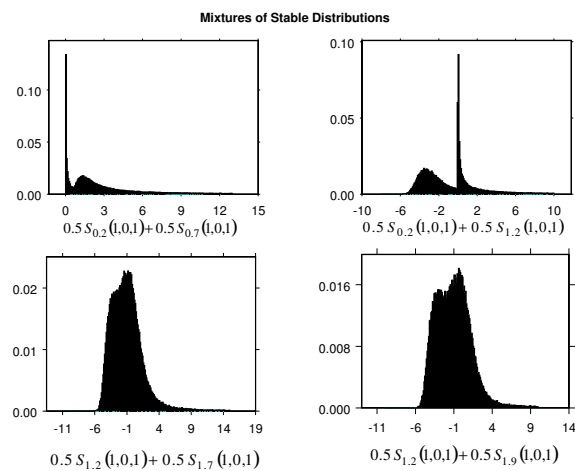 Mixtures of Stable Distributions
0.10
0.05
0.00
0 3 6 9 12 15
0.5 S0.2 (1,0,1) + 0.5 S0.7 (1,0,1)
0.10
0.05
0.00
-10 -6 -2 2 6 10
0.5 S0.2 (1,0,1) + 0.5 S1.2 (1,0,1)
0.02
0.01
0.00
-11 -6 -1 4 9 14 19
0.5 S1.2 (1,0,1) + 0.5 S1.7 (1,0,1)
0.016
0.008
0.000
-11 -6 -1 4 9 14
0.5 S1.2 (1,0,1) + 0.5 S1.9 (1,0,1)